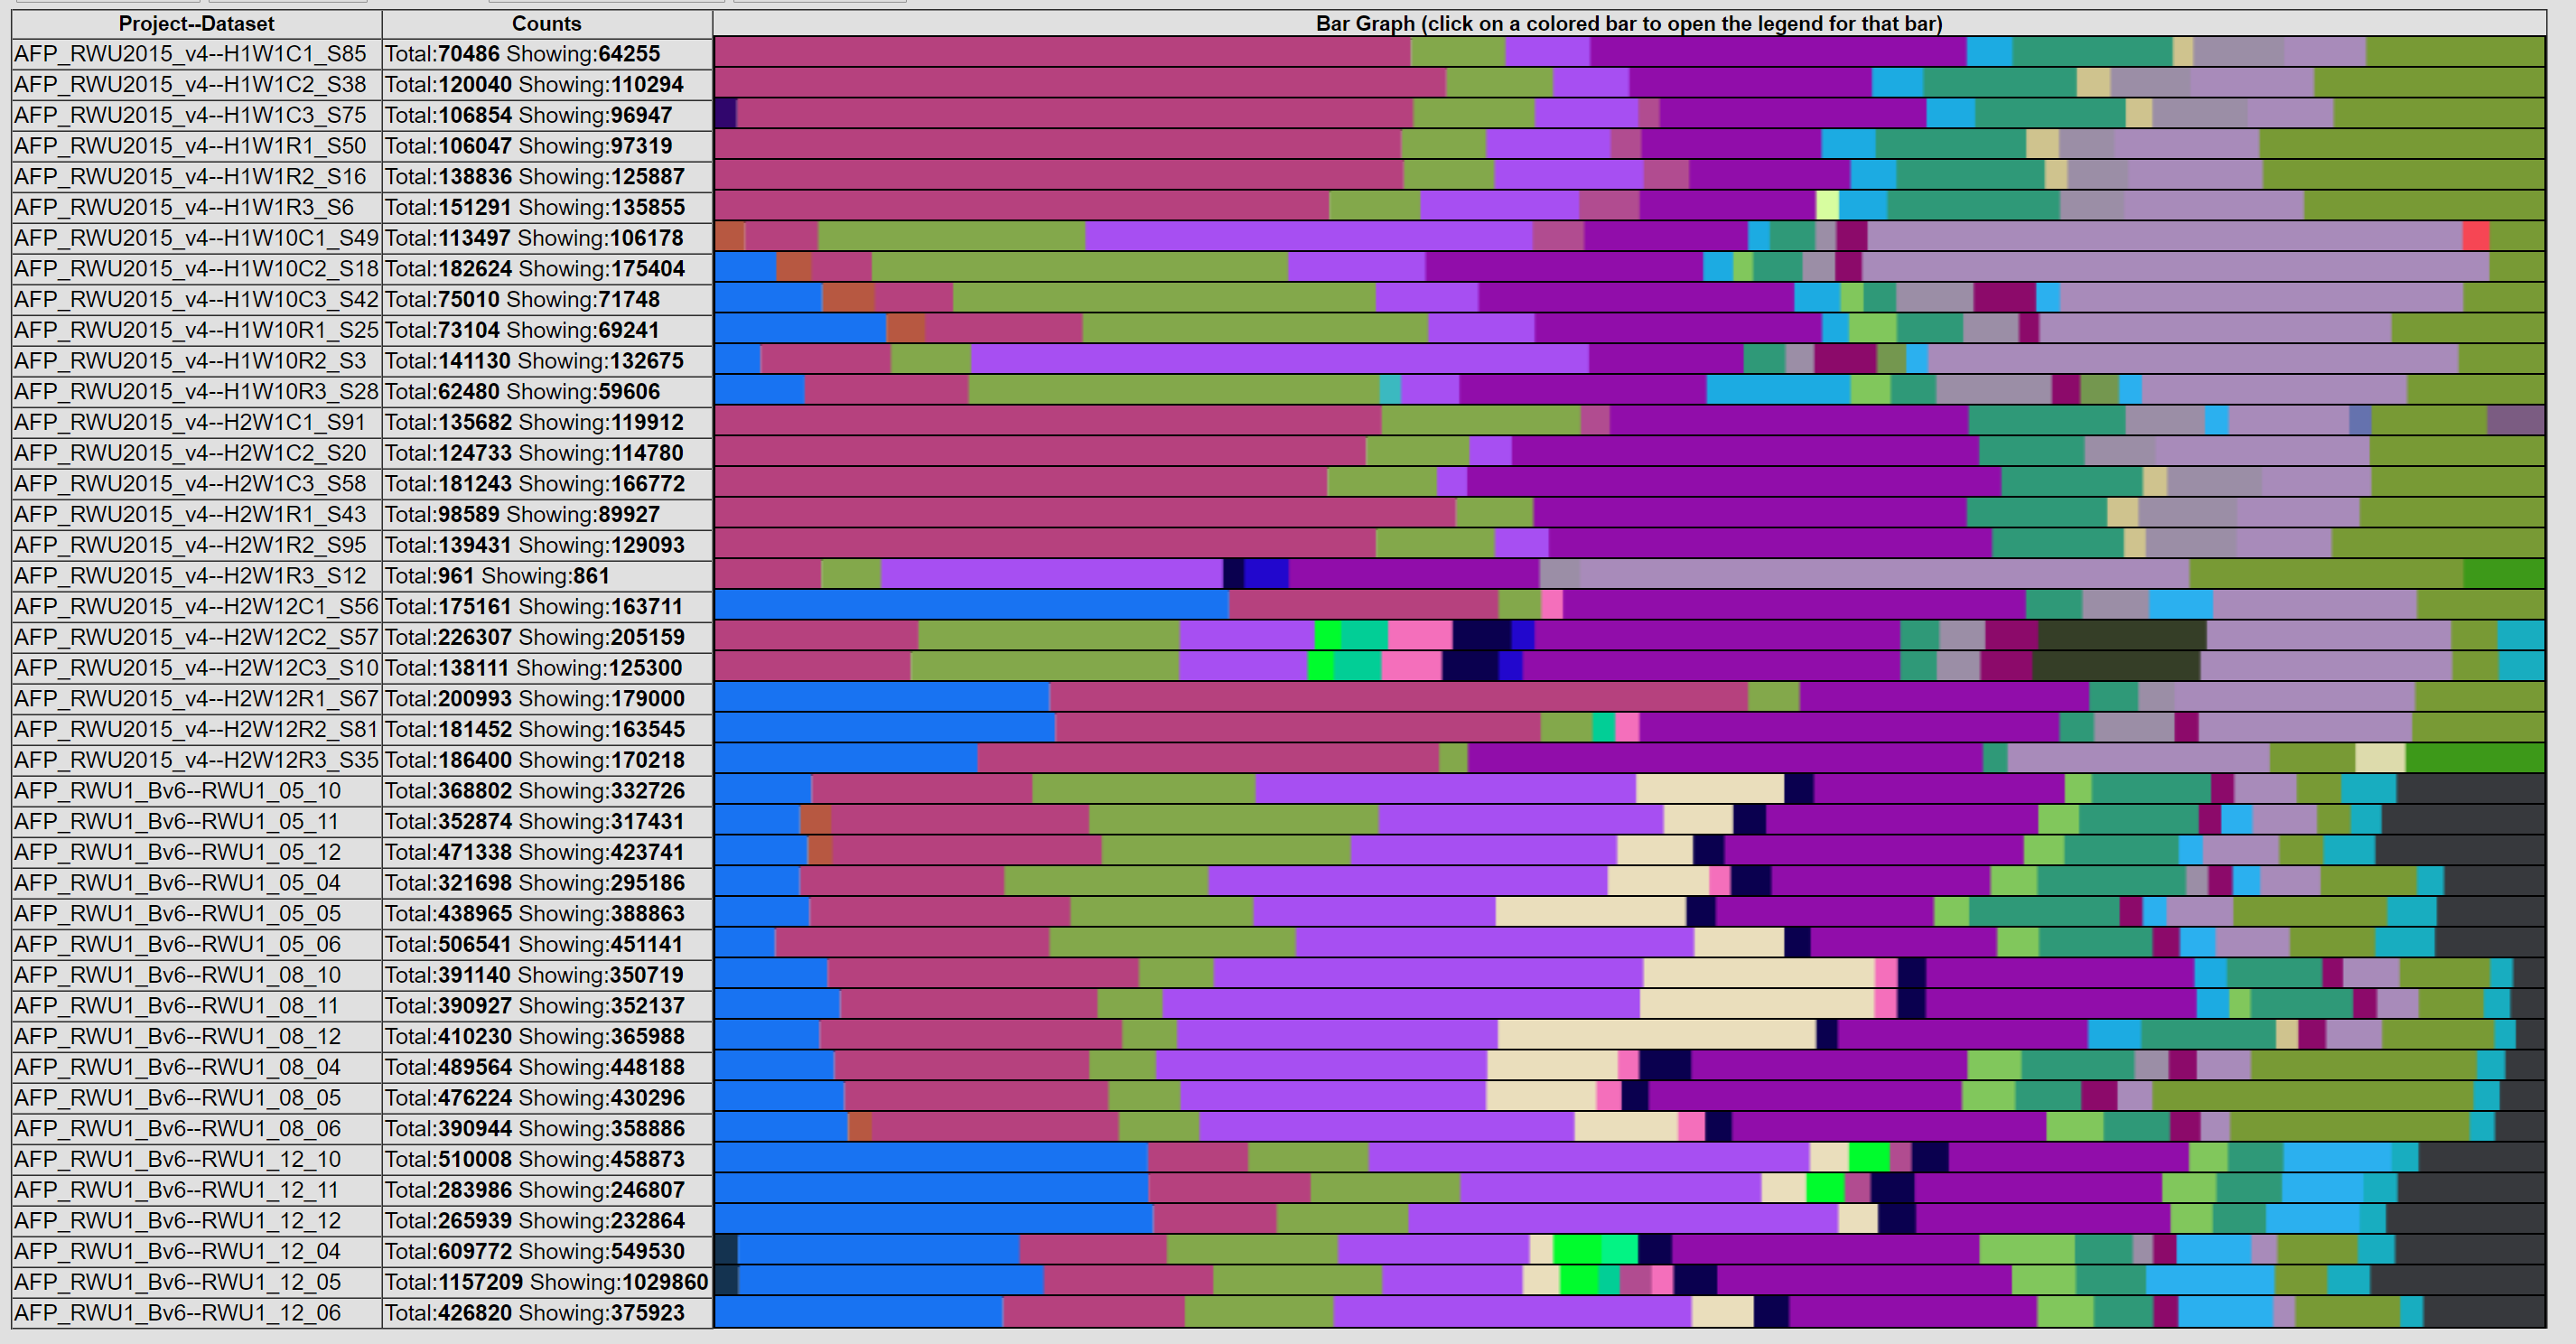 Project--Dataset Counts Bar Graph (click on a colored bar to open the legend for that bar)
AFP_RWU2015_v4--H1W1C1_S85 Total:70486 Showing:64255
AFP_RWU2015_v4--H1W1C2_S38 Total:120040 Showing:110294
AFP_RWU2015_v4--H1W1C3_S75 Total:106854 Showing:96947
AFP_RWU2015_v4--H1W1R1_S50 Total:106047 Showing:97319
AFP_RWU2015_v4--H1W1R2_S16 Total:138836 Showing:125887
AFP_RWU2015_v4--H1W1R3_S6 Total:151291 Showing:135855
AFP_RWU2015_v4--H1W10C1_S49 Total:113497 Showing:106178
AFP_RWU2015_v4--H1W10C2_S18 Total:182624 Showing:175404
AFP_RWU2015_v4--H1W10C3_S42 Total:75010 Showing:71748
AFP_RWU2015_v4--H1W10R1_S25 Total:73104 Showing:69241
AFP_RWU2015_v4--H1W10R2_S3 Total:141130 Showing:132675
AFP_RWU2015_v4--H1W10R3_S28 Total:62480 Showing:59606
AFP_RWU2015_v4--H2W1C1_S91 Total:135682 Showing:119912
AFP_RWU2015_v4--H2W1C2_S20 Total:124733 Showing:114780
AFP_RWU2015_v4--H2W1C3_S58 Total:181243 Showing:166772
AFP_RWU2015_v4--H2W1R1_S43 Total:98589 Showing:89927
AFP_RWU2015_v4--H2W1R2_S95 Total:139431 Showing:129093
AFP_RWU2015_v4--H2W1R3_S12 Total:961 Showing:861
AFP_RWU2015_v4--H2W12C1_S56 Total:175161 Showing:163711
AFP_RWU2015_v4--H2W12C2_S57 Total:226307 Showing:205159
AFP_RWU2015_v4--H2W12C3_S10 Total:138111 Showing:125300
AFP_RWU2015_v4--H2W12R1_S67 Total:200993 Showing:179000
AFP_RWU2015_v4--H2W12R2_S81 Total:181452 Showing:163545
AFP_RWU2015_v4--H2W12R3_S35 Total:186400 Showing:170218
AFP_RWU1_Bv6--RWU1_05_10 Total:368802 Showing:332726
AFP_RWU1_Bv6--RWU1_05_11 Total:352874 Showing:317431
AFP_RWU1_Bv6--RWU1_05_12 Total:471338 Showing:423741
AFP_RWU1_Bv6--RWU1_05_04 Total:321698 Showing:295186
AFP_RWU1_Bv6--RWU1_05_05 Total:438965 Showing:388863
AFP_RWU1_Bv6--RWU1_05_06 Total:506541 Showing:451141
AFP_RWU1_Bv6--RWU1_08_10 Total:391140 Showing:350719
AFP_RWU1_Bv6--RWU1_08_11 Total:390927 Showing:352137
AFP_RWU1_Bv6--RWU1_08_12 Total:410230 Showing:365988
AFP_RWU1_Bv6--RWU1_08_04 Total:489564 Showing:448188
AFP_RWU1_Bv6--RWU1_08_05 Total:476224 Showing:430296
AFP_RWU1_Bv6--RWU1_08_06 Total:390944 Showing:358886
AFP_RWU1_Bv6--RWU1_12_10 Total:510008 Showing:458873
AFP_RWU1_Bv6--RWU1_12_11 Total:283986 Showing:246807
AFP_RWU1_Bv6--RWU1_12_12 Total:265939 Showing:232864
AFP_RWU1_Bv6--RWU1_12_04 Total:609772 Showing:549530
AFP_RWU1_Bv6--RWU1_12_05 Total:1157209 Showing:1029860
AFP_RWU1_Bv6--RWU1_12_06 Total:426820 Showing:375923